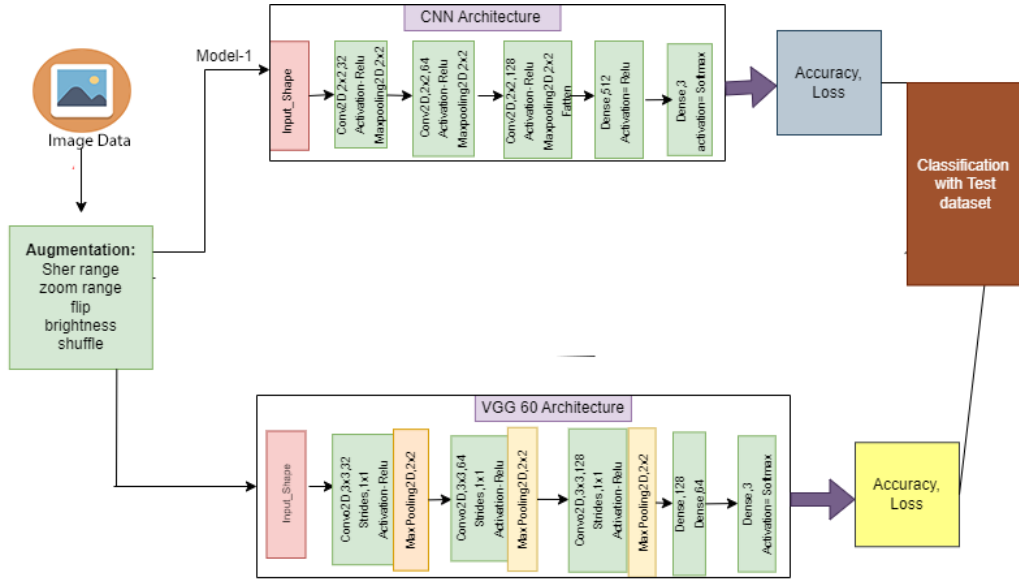 Image Data
Augmentation:
Sher range
zoom range
flip
brightness
shuffle
Model-1
CNN Architecture
Input_Shape
Conv2D,2x2,32
Activation-Relu
Maxpooling2D,2x2
Conv2D,2x2,64
Activation-Relu
Maxpooling2D,2x2
Conv2D,2x2,128
Activation-Relu
Maxpooling2D,2x2
Fatten
Dense,512
Activation= Relu
Dense,3
activation= Softmax
Accuracy,
Loss
Classification
with Test
dataset
VGG 60 Architecture
Input_Shape
Convo2D,3x3,32
Strides,1x1
Activation-Relu
MaxPooling2D,2x2
Convo2D,3x3,64
Strides,1x1
Activation-Relu
MaxPooling2D,2x2
Convo2D,3x3,128
Strides,1x1
Activation-Relu
MaxPooling2D,2x2
Dense,128
Dense,64
Dense,3
Activation= Softmax
Accuracy,
Loss